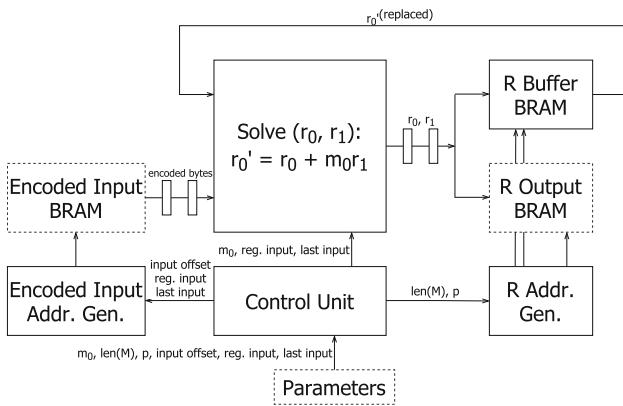 r₀'(replaced)
R Buffer
BRAM
Solve (r₀, r₁):
r₀' = r₀ + m₀r₁
r₀, r₁
encoded bytes
Encoded Input
BRAM
R Output
BRAM
m₀, reg. input, last input
input offset
reg. input
last input
Encoded Input
Addr. Gen.
Control Unit
len(M), p
R Addr.
Gen.
m₀, len(M), p, input offset, reg. input, last input
Parameters